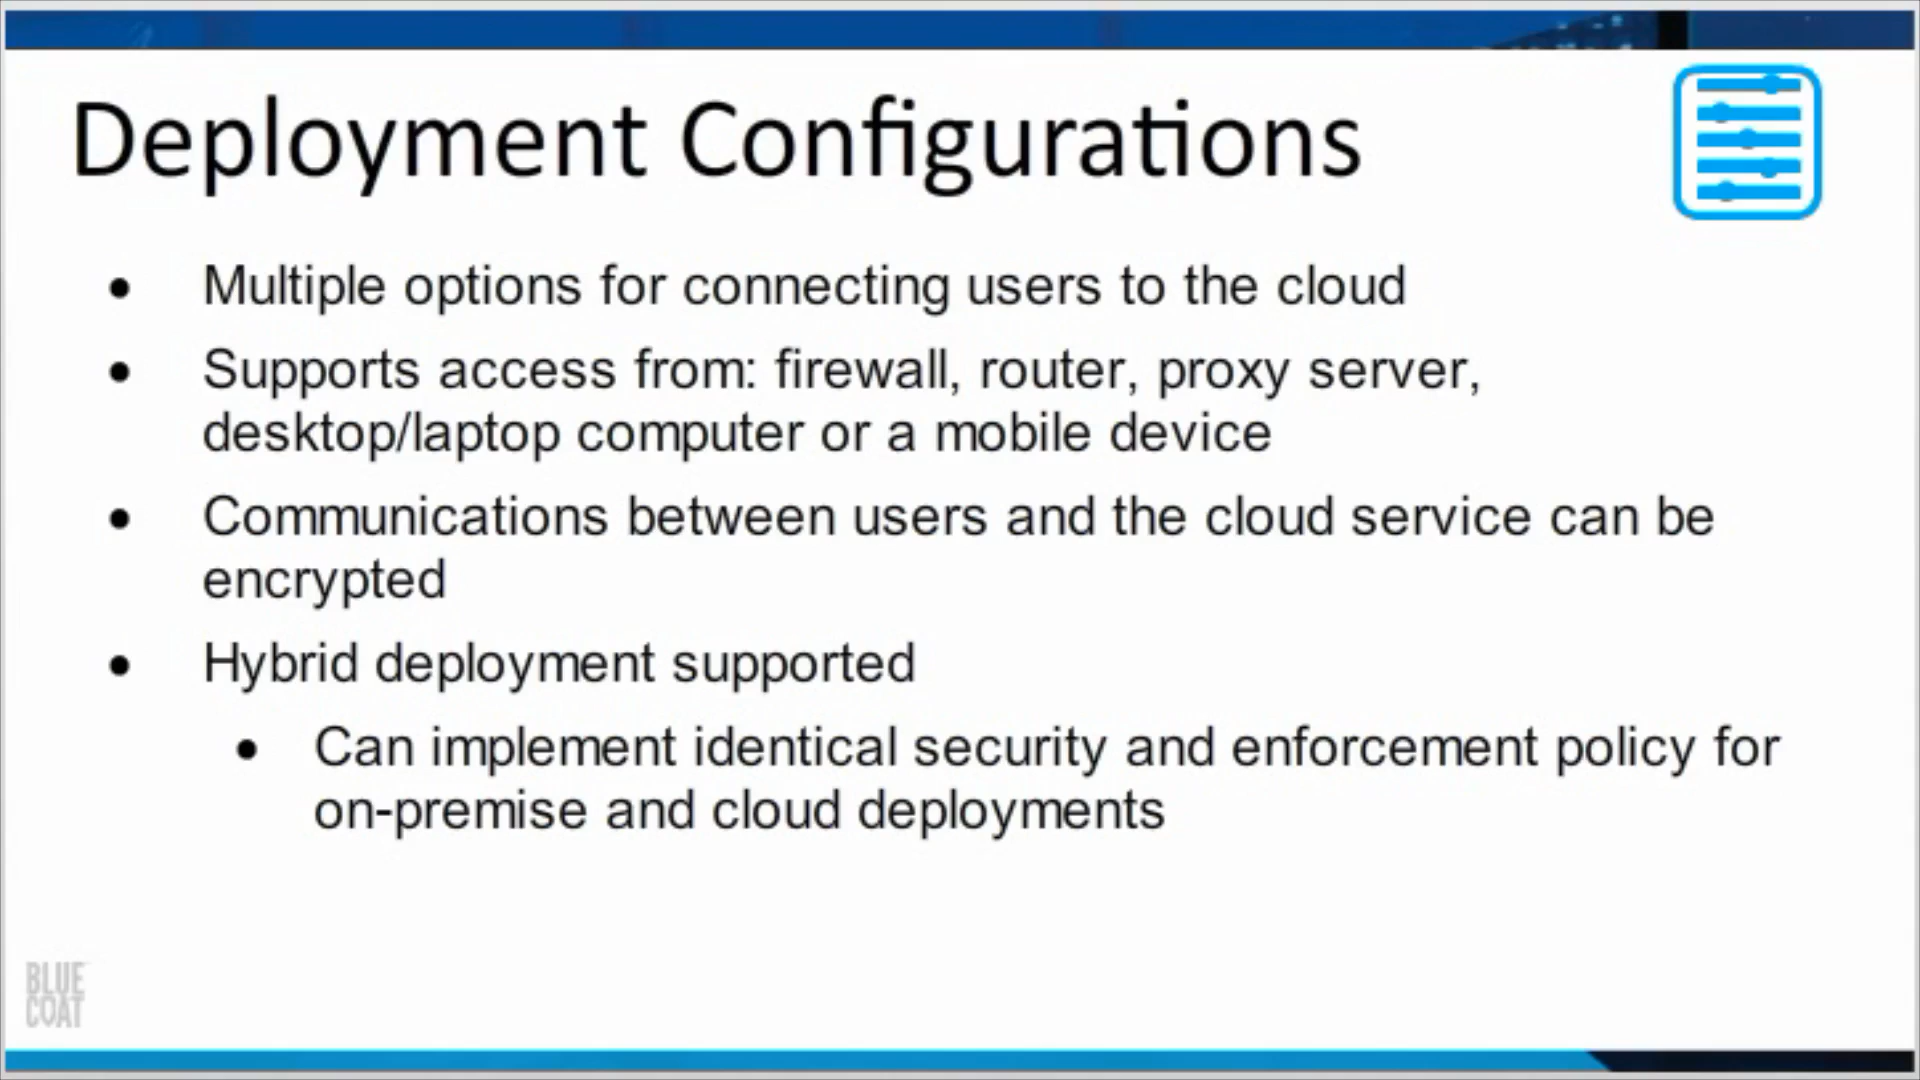 Deployment Configurations
• Multiple options for connecting users to the cloud
• Supports access from: firewall, router, proxy server,
desktop/laptop computer or a mobile device
• Communications between users and the cloud service can be
encrypted
• Hybrid deployment supported
• Can implement identical security and enforcement policy for
on-premise and cloud deployments
BLUE
COAT